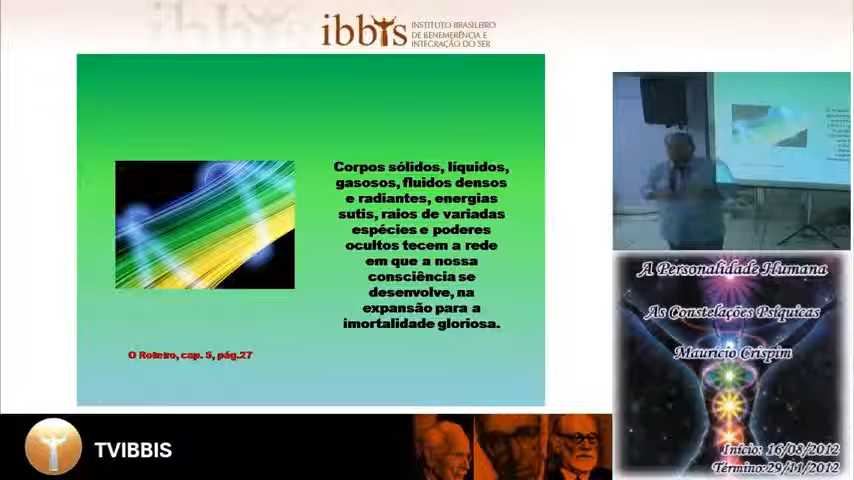 ibbis
INSTITUTO BRASILEIRO
DE BENEMERÊNCIA E
INTEGRAÇÃO DO SER
Corpos sólidos, líquidos,
gasosos, fluidos densos
e radiantes, energias
sutis, raios de variadas
espécies e poderes
ocultos tecem a rede
em que a nossa
consciência se
desenvolve, na
expansão para a
imortalidade gloriosa.
O Roteiro, cap. 5, pág.27
A Personalidade Humana
As Constelações Psíquicas
Maurício Crispim
Início: 16/08/2012
Término:29/11/2012
TVIBBIS